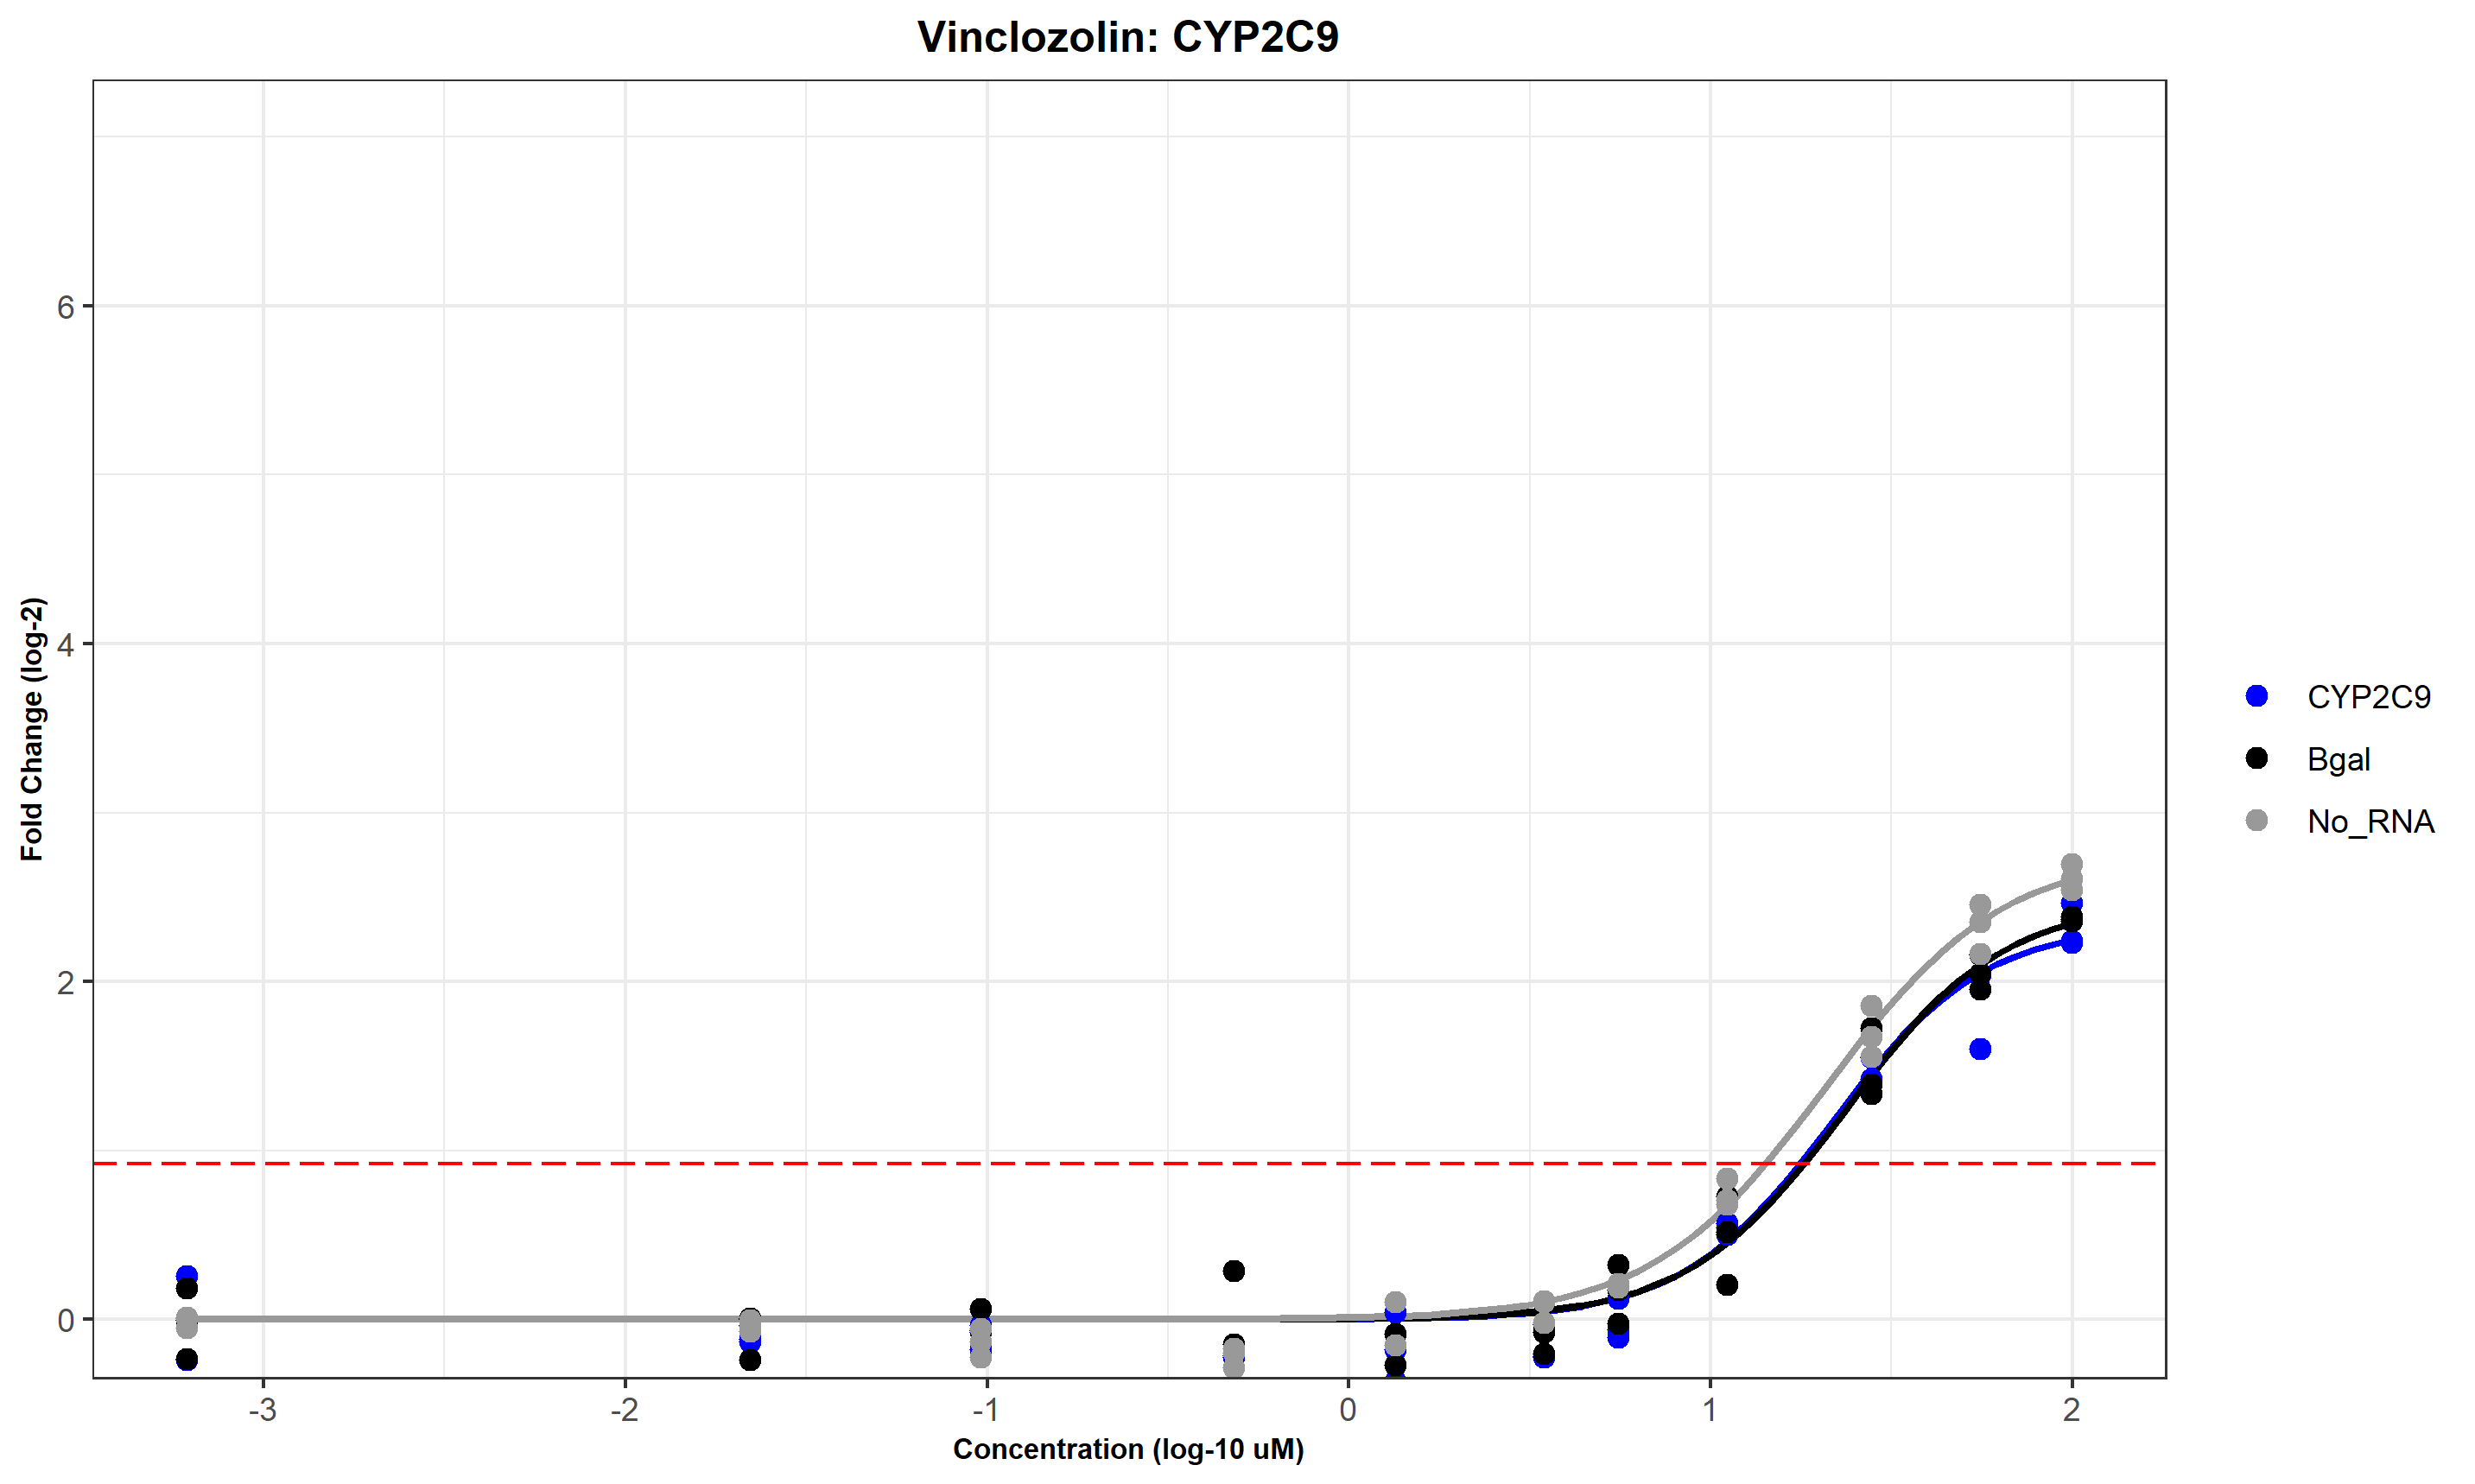 Vinclozolin: CYP2C9
Fold Change (log-2)
6
4
2
0
-3
-2
-1
0
1
2
Concentration (log-10 uM)
CYP2C9
Bgal
No_RNA